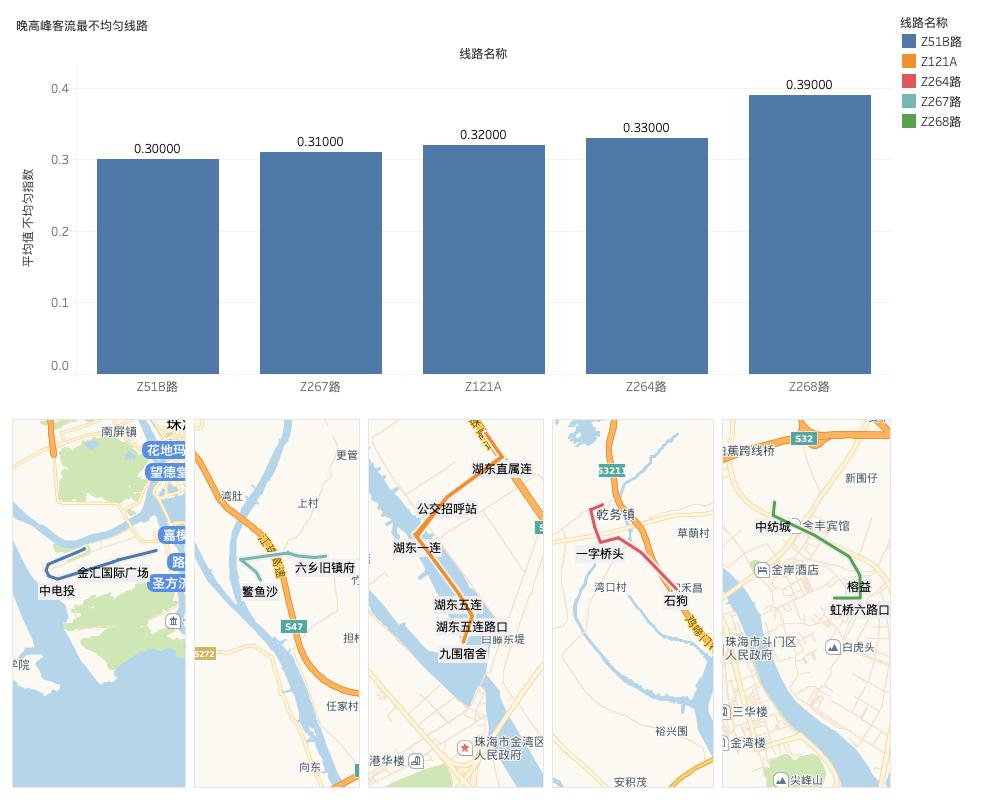 晚高峰客流最不均匀线路
线路名称
线路名称
Z51B路
Z121A
Z264路
Z267路
Z268路
平均值 不均匀指数
0.4
0.3
0.2
0.1
0.0
0.30000
0.31000
0.32000
0.33000
0.39000
Z51B路
Z267路
Z121A
Z264路
Z268路
南屏镇
花地玛
望德堂
嘉模
路
圣方济
金汇国际广场
中电投
学院
更管
湾肚
上村
高速
六乡旧镇府
鳘鱼沙
S47
S272
任家村
向东
湖东直属连
公交招呼站
湖东一连
湖东五连
湖东五连路口
日滕乐堤
九围宿舍
珠海市金湾区
人民政府
港华楼
S3211
乾务镇
草蓢村
一字桥头
湾口村
禾昌
石狗
裕兴围
安积茂
S32
蕉跨线桥
新围仔
中纺城
金丰宾馆
金岸酒店
榕益
虹桥六路口
珠海市斗门区
人民政府
白虎头
三华楼
金湾楼
尖峰山